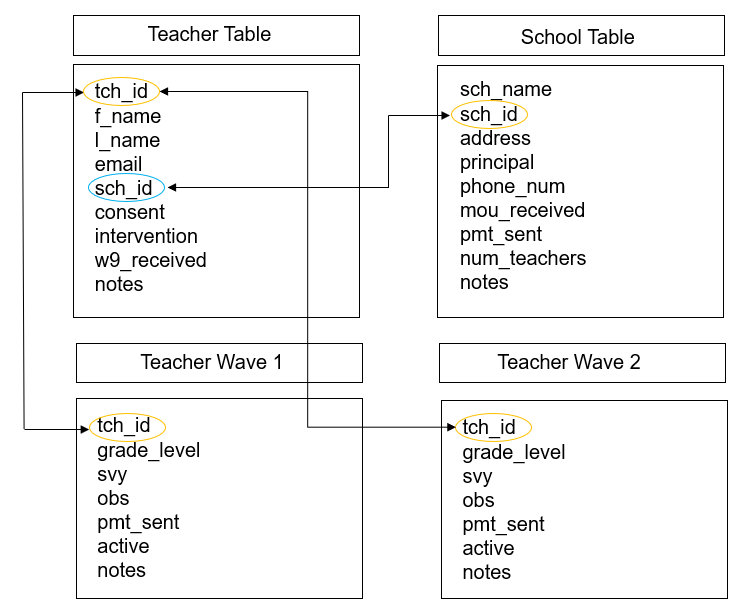 Teacher Table
tch_id
f_name
l_name
email
sch_id
consent
intervention
w9_received
notes
School Table
sch_name
sch_id
address
principal
phone_num
mou_received
pmt_sent
num_teachers
notes
Teacher Wave 1
tch_id
grade_level
svy
obs
pmt_sent
active
notes
Teacher Wave 2
tch_id
grade_level
svy
obs
pmt_sent
active
notes